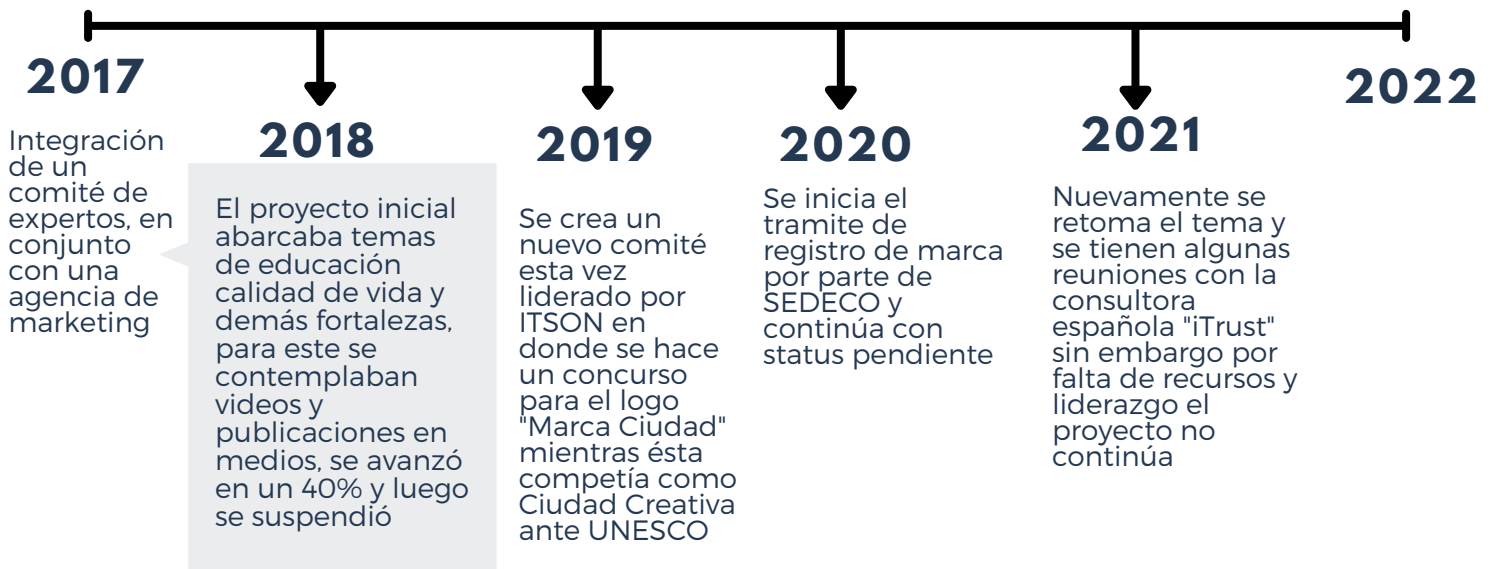 2017
Integración
de un
comité de
expertos, en
conjunto
con una
agencia de
marketing
2018
El proyecto inicial
abarcaba temas
de educación
calidad de vida y
demás fortalezas,
para este se
contemplaban
videos y
publicaciones en
medios, se avanzó
en un 40% y luego
se suspendió
2019
Se crea un
nuevo comité
esta vez
liderado por
ITSON en
donde se hace
un concurso
para el logo
"Marca Ciudad"
mientras ésta
competía como
Ciudad Creativa
ante UNESCO
2020
Se inicia el
tramite de
registro de marca
por parte de
SEDECO y
continúa con
status pendiente
2021
Nuevamente se
retoma el tema y
se tienen algunas
reuniones con la
consultora
española "iTrust"
sin embargo por
falta de recursos y
liderazgo el
proyecto no
continúa
2022